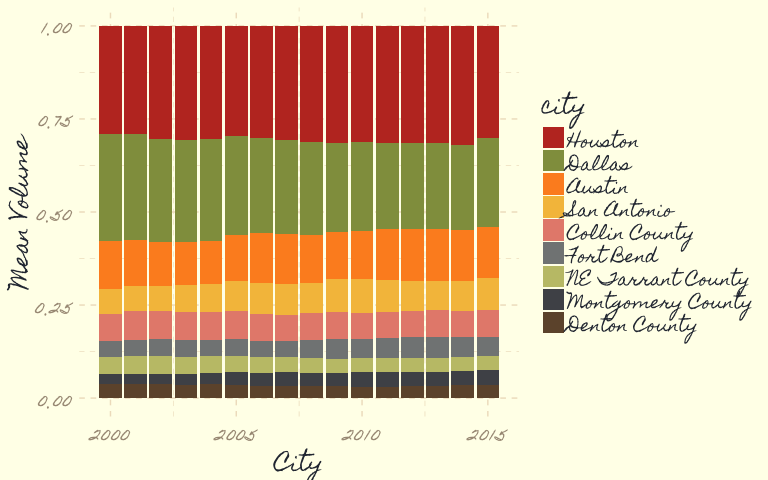 1.00
0.75
0.50
0.25
0.00
Mean Volume
2000 2005 2010 2015
City
city
Houston
Dallas
Austin
San Antonio
Collin County
Fort Bend
NE Tarrant County
Montgomery County
Denton County